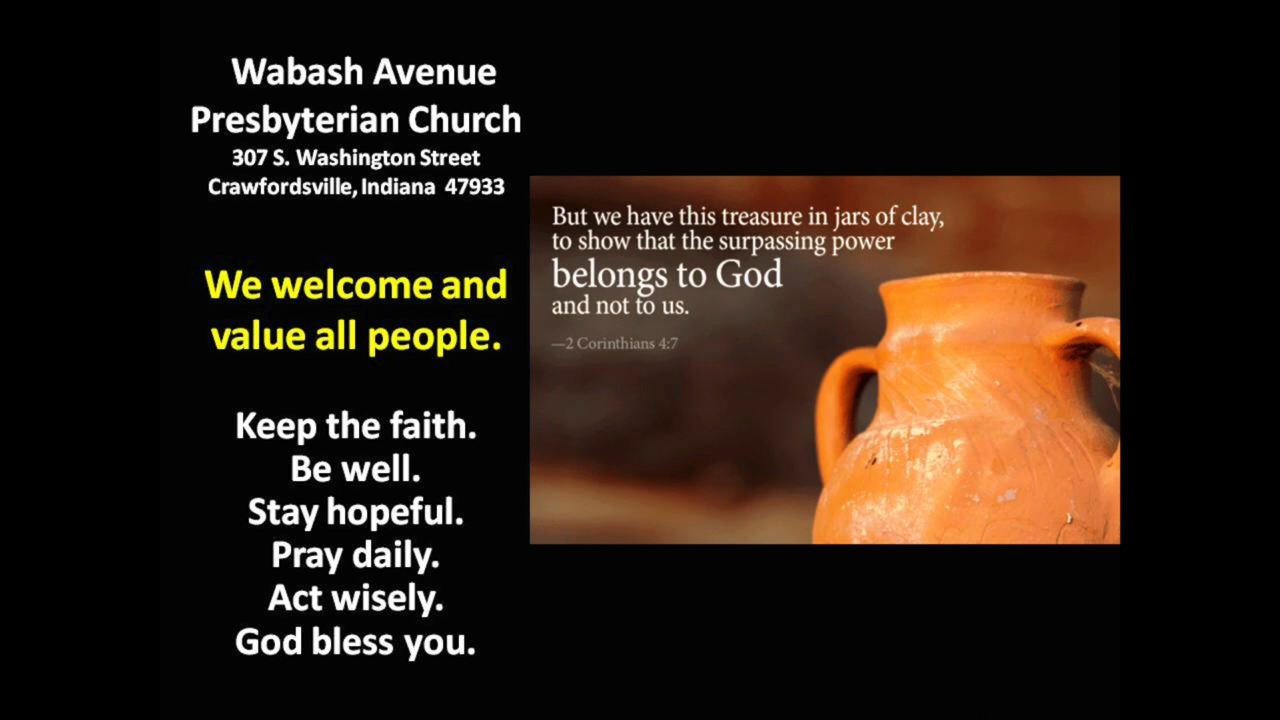 Wabash Avenue
Presbyterian Church
307 S. Washington Street
Crawfordsville, Indiana 47933
We welcome and
value all people.
Keep the faith.
Be well.
Stay hopeful.
Pray daily.
Act wisely.
God bless you.
But we have this treasure in jars of clay,
to show that the surpassing power
belongs to God
and not to us.
—2 Corinthians 4:7